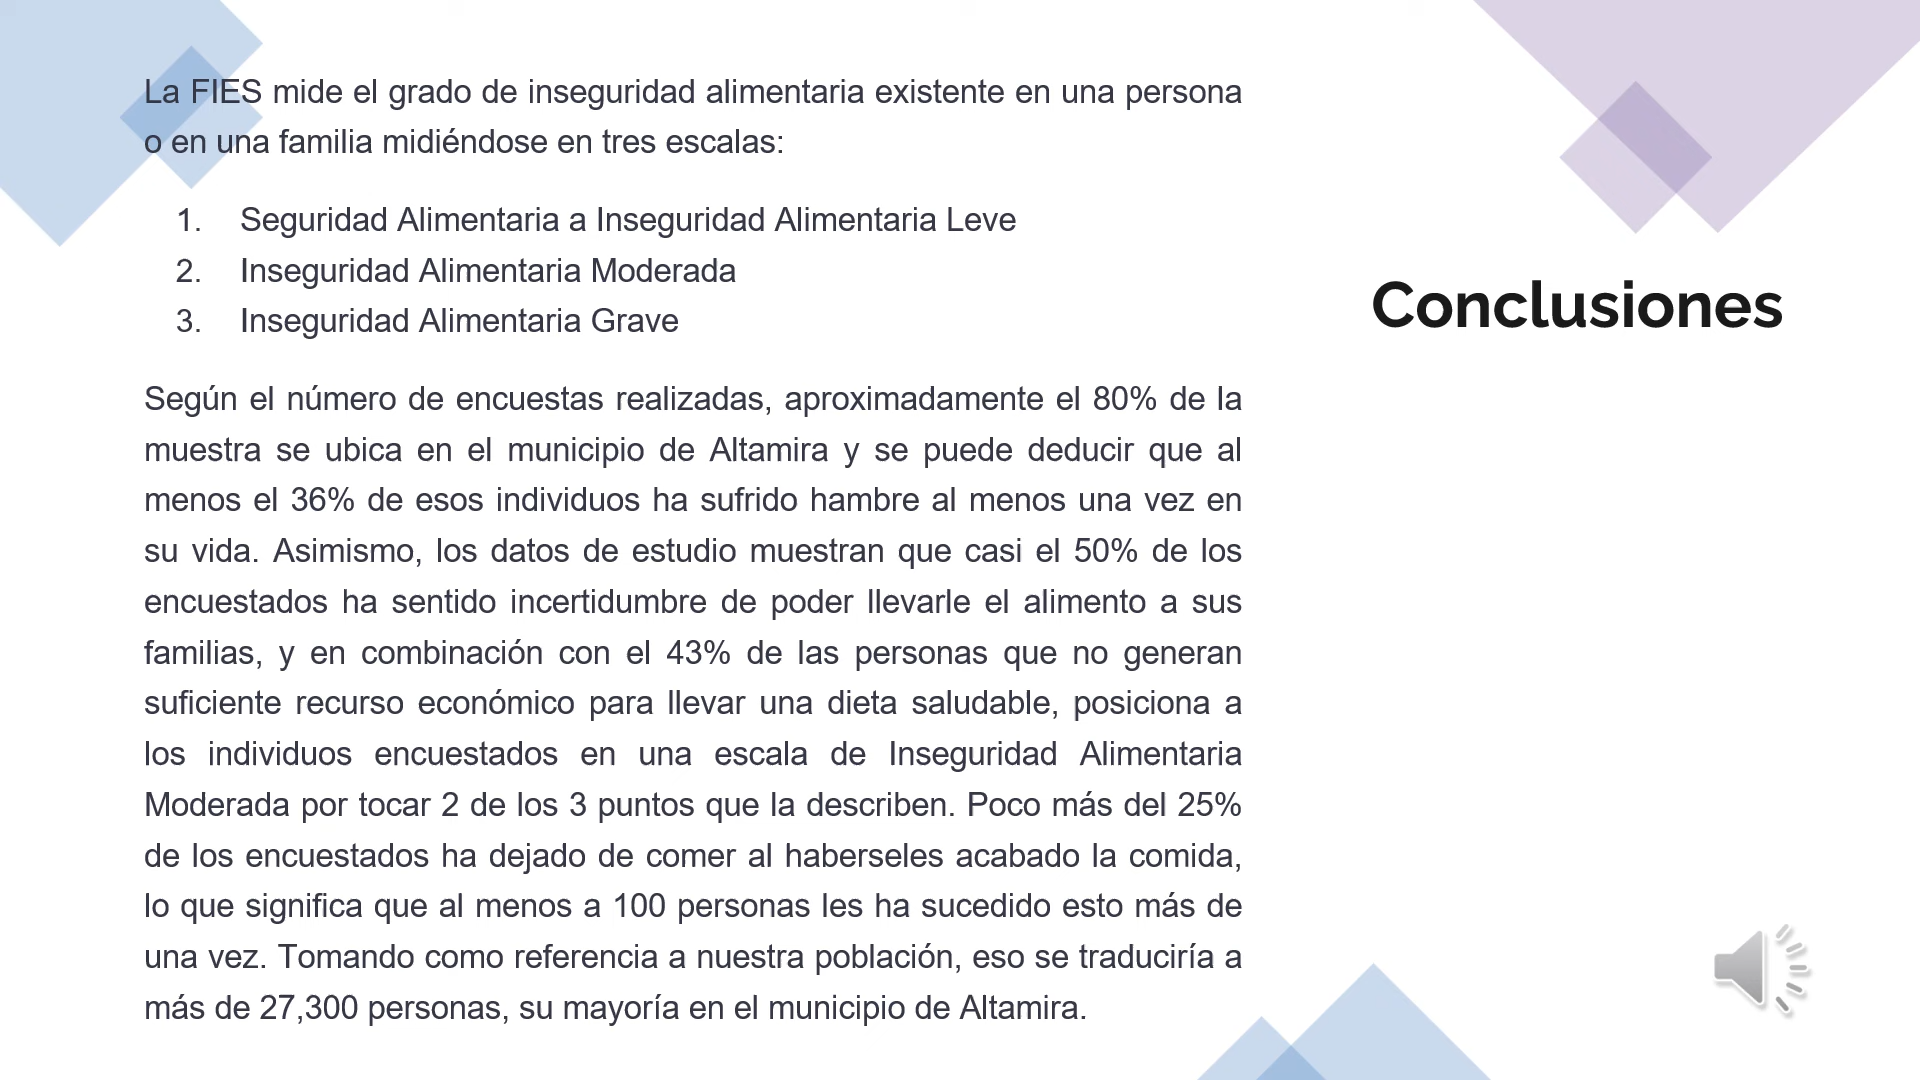 La FIES mide el grado de inseguridad alimentaria existente en una persona
o en una familia midiéndose en tres escalas:
1. Seguridad Alimentaria a Inseguridad Alimentaria Leve
2. Inseguridad Alimentaria Moderada
3. Inseguridad Alimentaria Grave
Conclusiones
Según el número de encuestas realizadas, aproximadamente el 80% de la
muestra se ubica en el municipio de Altamira y se puede deducir que al
menos el 36% de esos individuos ha sufrido hambre al menos una vez en
su vida. Asimismo, los datos de estudio muestran que casi el 50% de los
encuestados ha sentido incertidumbre de poder llevarle el alimento a sus
familias, y en combinación con el 43% de las personas que no generan
suficiente recurso económico para llevar una dieta saludable, posiciona a
los individuos encuestados en una escala de Inseguridad Alimentaria
Moderada por tocar 2 de los 3 puntos que la describen. Poco más del 25%
de los encuestados ha dejado de comer al haberseles acabado la comida,
lo que significa que al menos a 100 personas les ha sucedido esto más de
una vez. Tomando como referencia a nuestra población, eso se traduciría a
más de 27,300 personas, su mayoría en el municipio de Altamira.